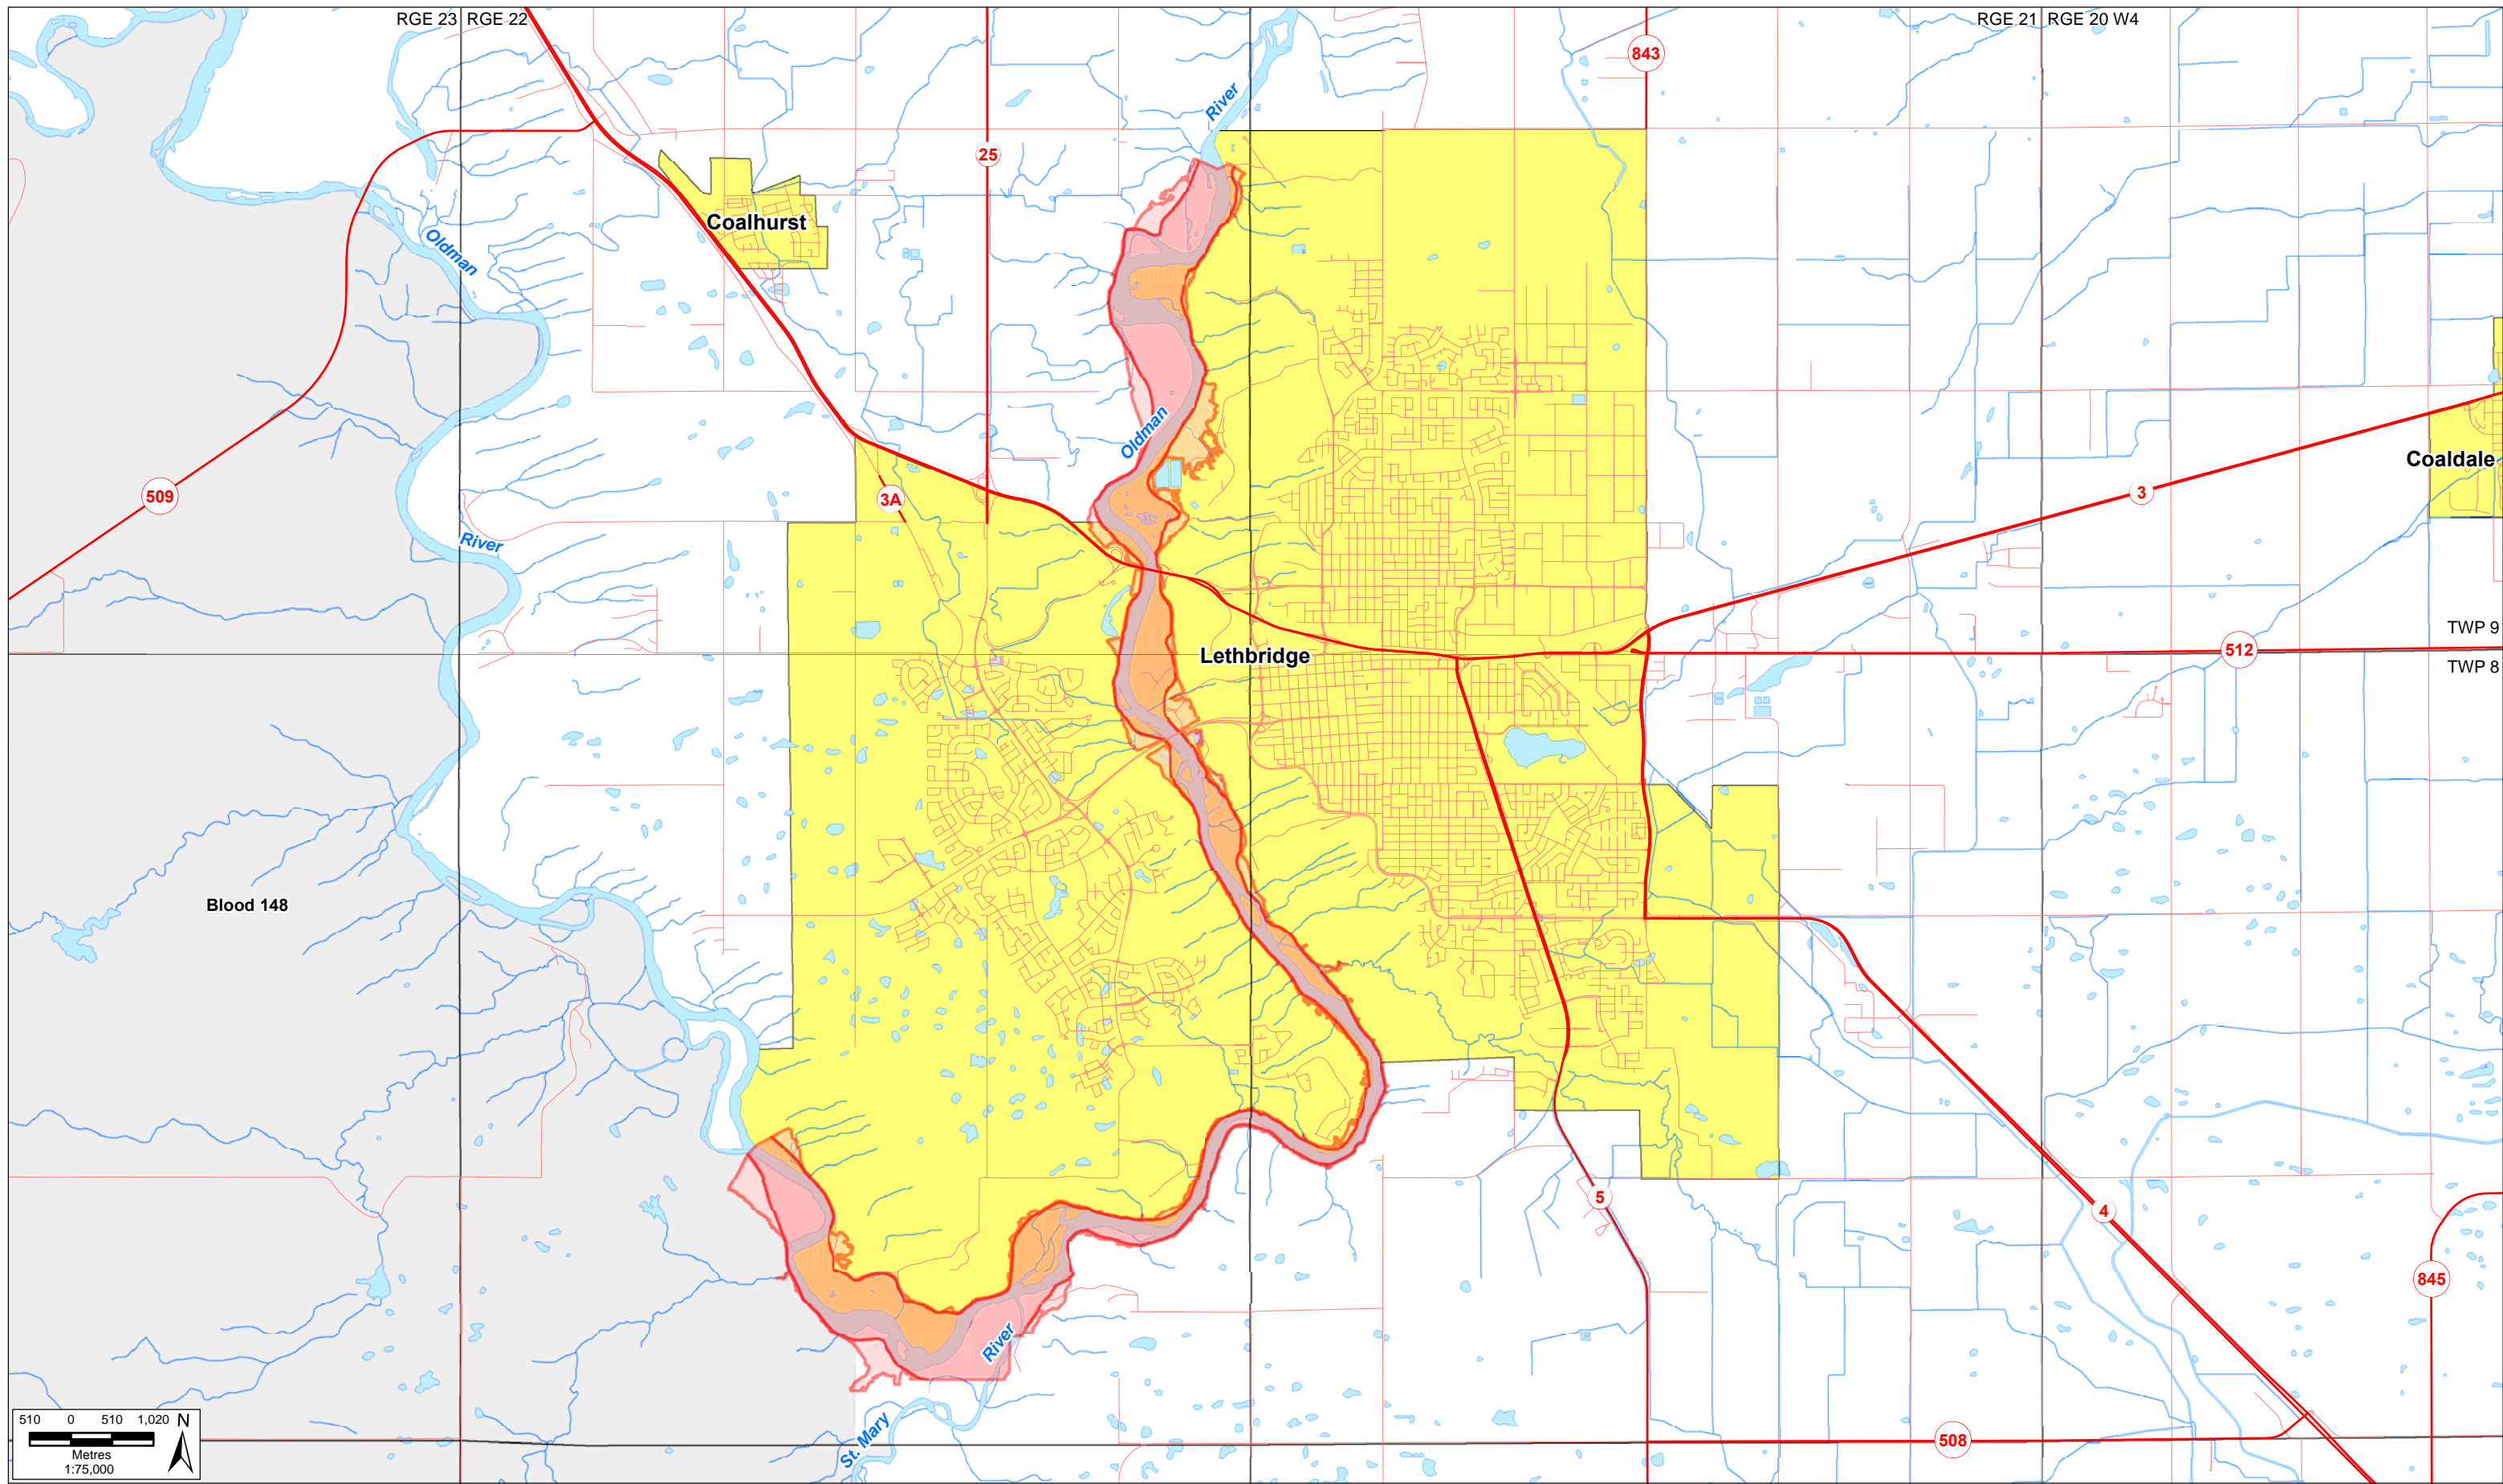 RGE 23 RGE 22
RGE 21 RGE 20 W4
843
River
25
Coalhurst
Oldman
Oldman
Coaldale
509
3A
3
River
TWP 9
512
Lethbridge
TWP 8
Blood 148
5
4
845
River
St. Mary
508
510 0 510 1,020 N
Metres
1:75,000